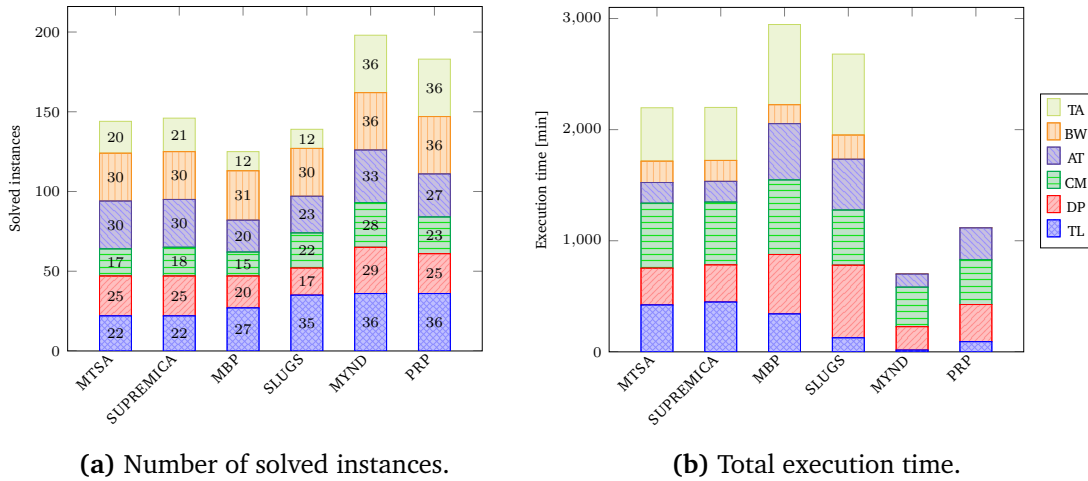 200
150
100
50
0
Solved instances
20
21
12
12
36
36
30
30
31
30
36
36
30
30
20
23
33
27
17
18
15
22
28
23
25
25
20
17
29
25
22
22
27
35
36
36
MTSA
SUPREMICA
MBP
SLUGS
MYND
PRP
(a) Number of solved instances.
3,000
2,000
1,000
0
Execution time [min]
MTSA
SUPREMICA
MBP
SLUGS
MYND
PRP
TA
BW
AT
CM
DP
TL
(b) Total execution time.